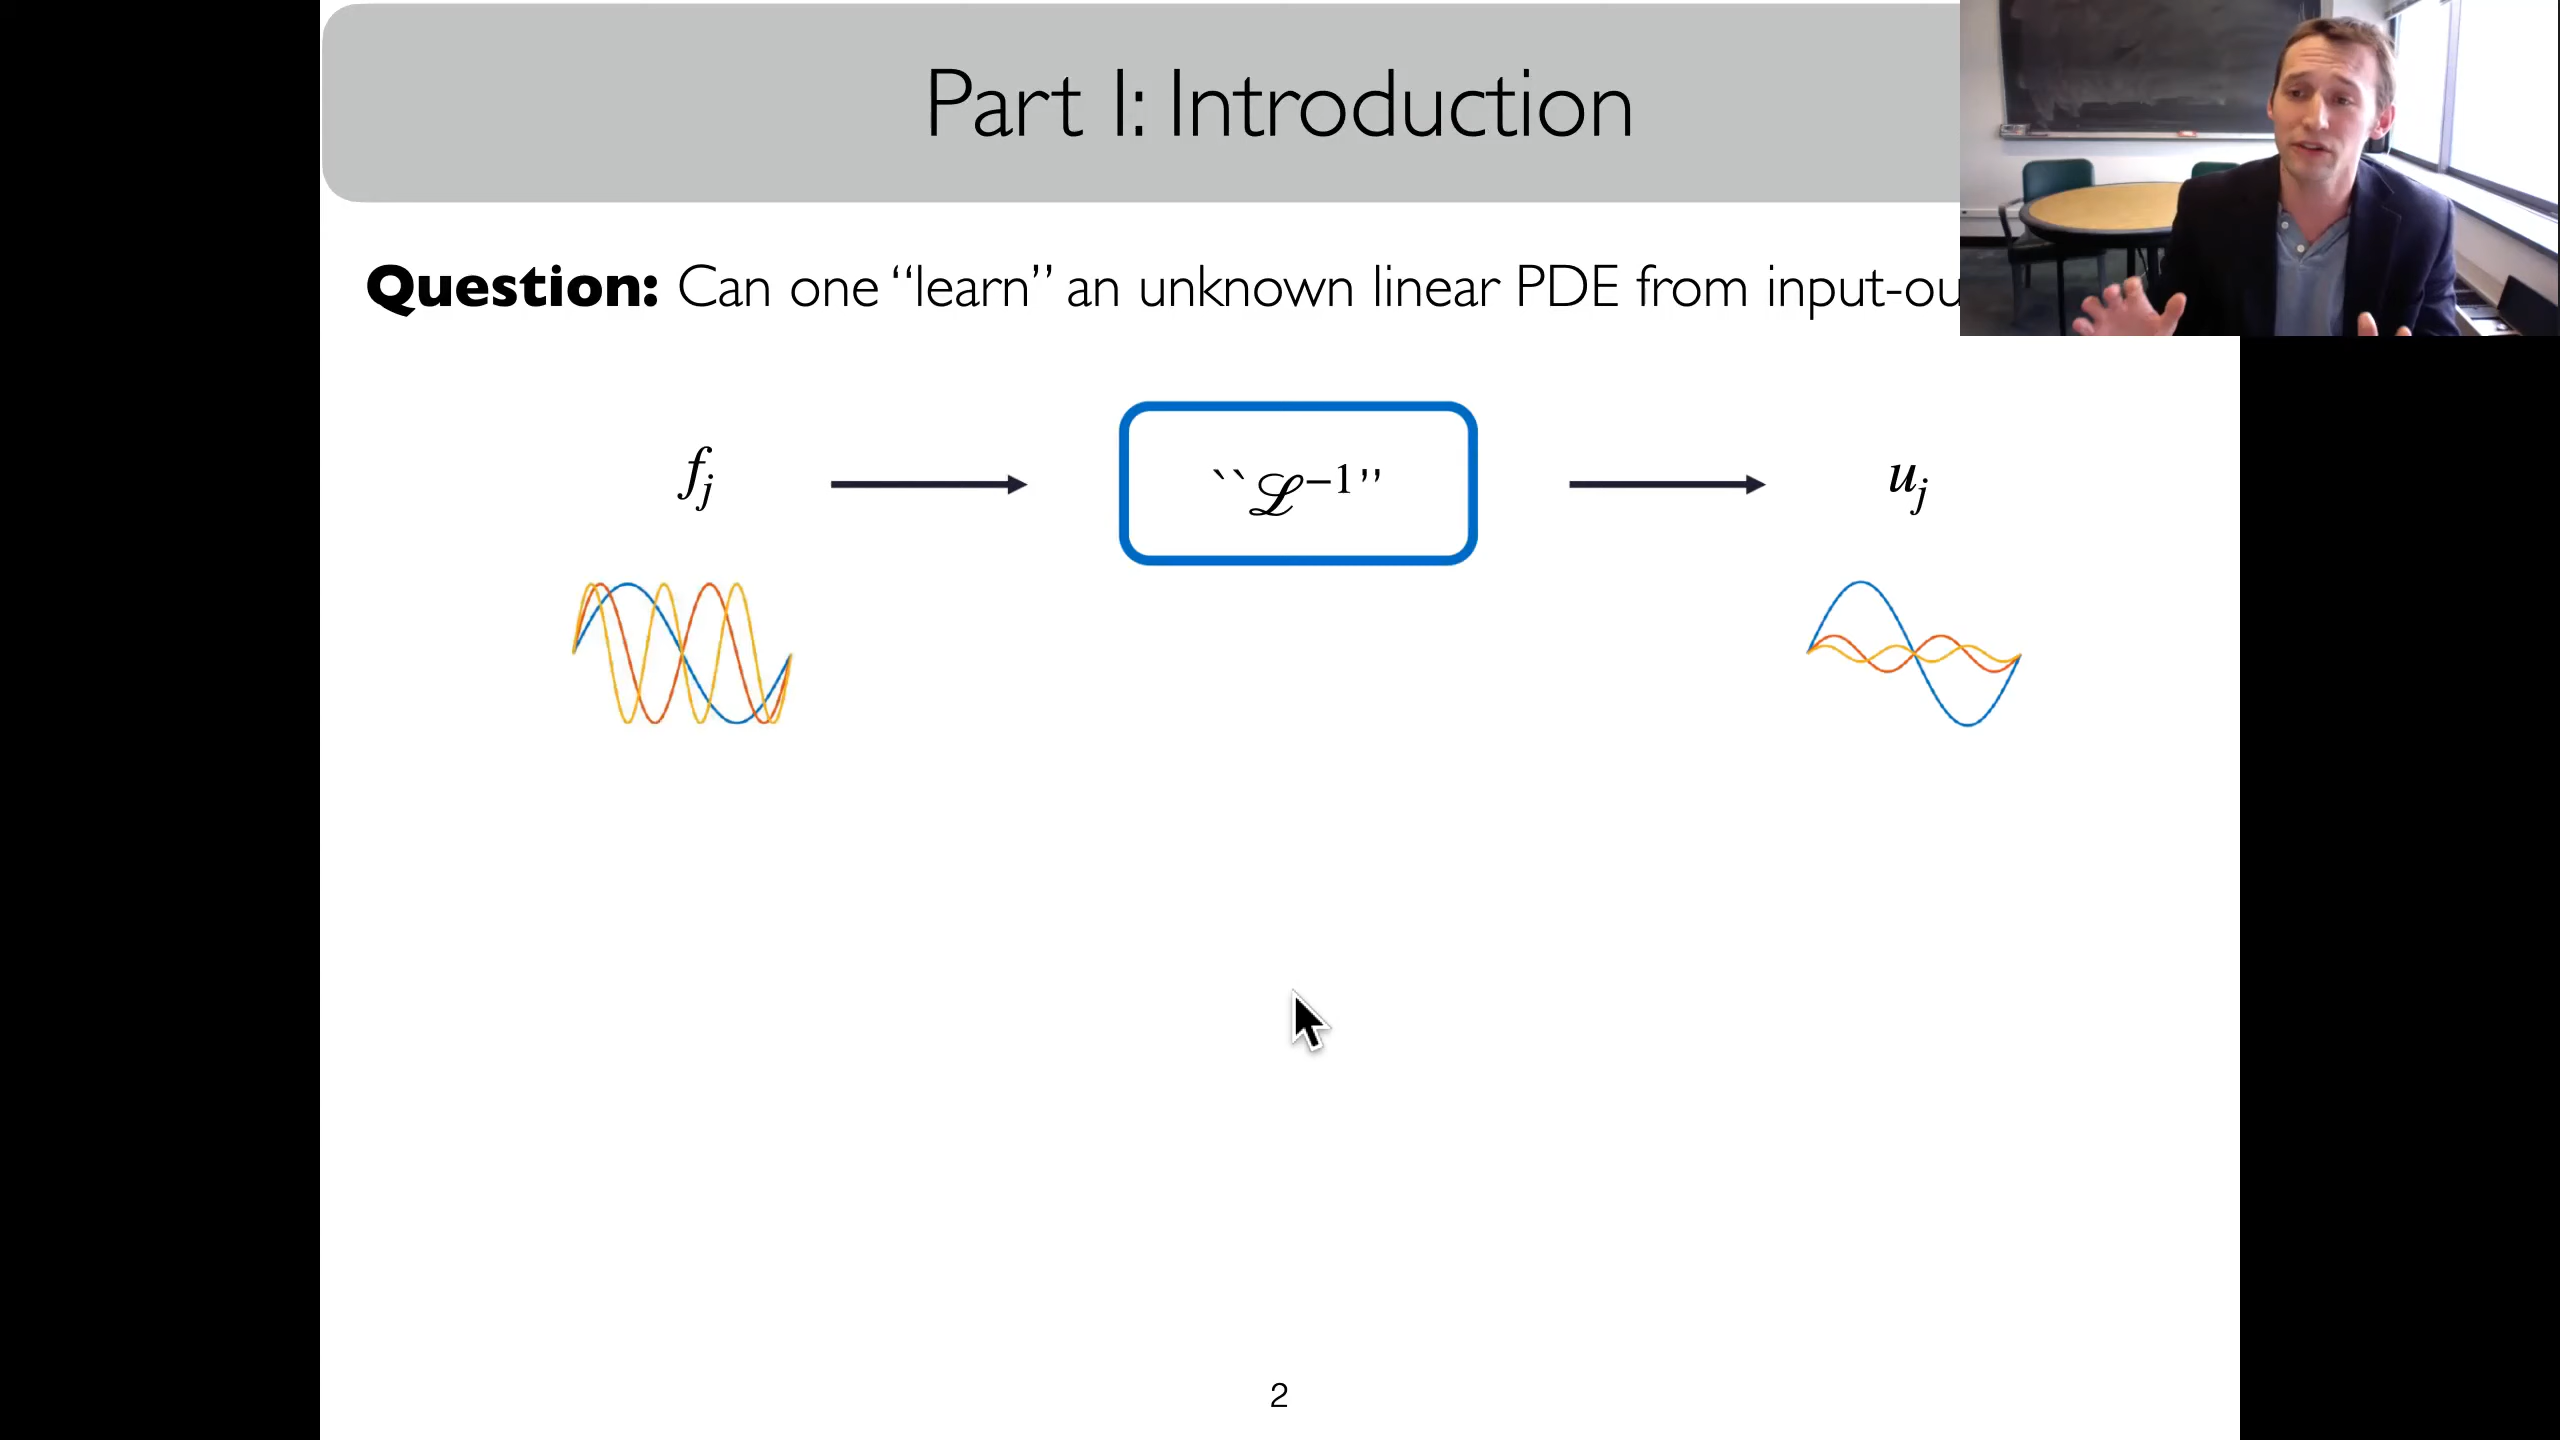 Part I: Introduction
Question: Can one “learn” an unknown linear PDE from input-ou
f_j
``ℒ⁻¹”
u_j
2